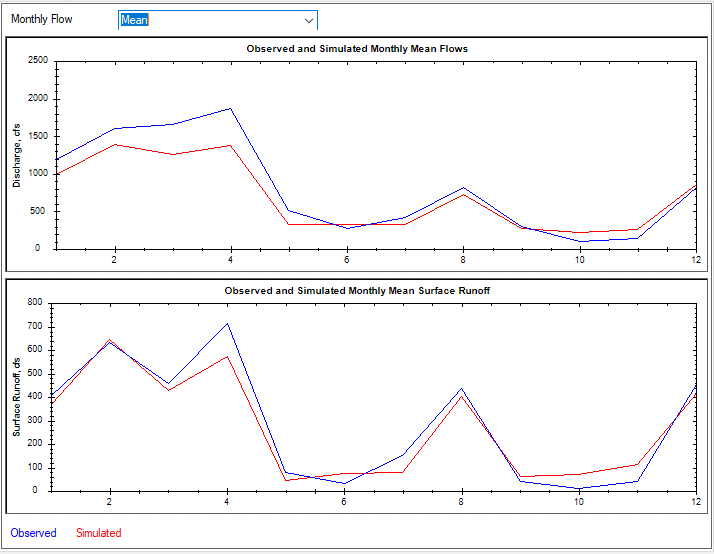 Monthly Flow Mean
Observed and Simulated Monthly Mean Flows
2500
2000
1500
1000
500
0
Discharge, cfs
2 4 6 8 10 12
Observed and Simulated Monthly Mean Surface Runoff
800
700
600
500
400
300
200
100
0
Surface Runoff, cfs
2 4 6 8 10 12
Observed Simulated